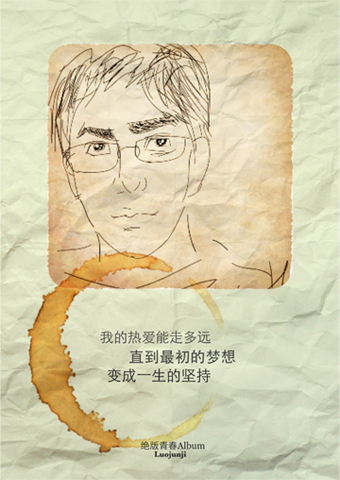 我的热爱能走多远
直到最初的梦想
变成一生的坚持
绝版青春Album
Luojunji